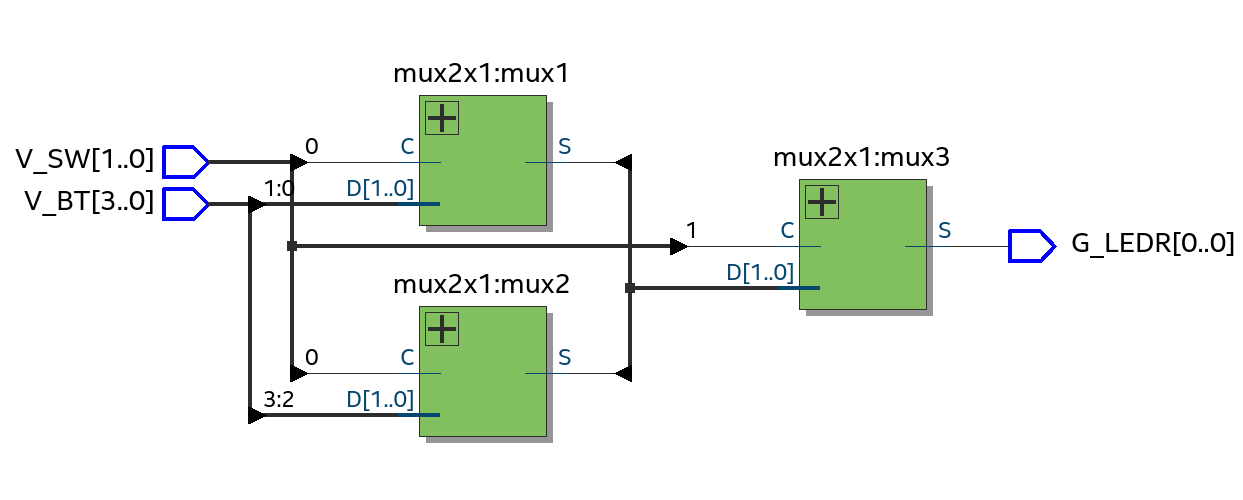 mux2x1:mux1
V_SW[1..0]
0
C
S
V_BT[3..0]
1:0
D[1..0]
mux2x1:mux3
1
C
S
G_LEDR[0..0]
D[1..0]
mux2x1:mux2
0
C
S
3:2
D[1..0]